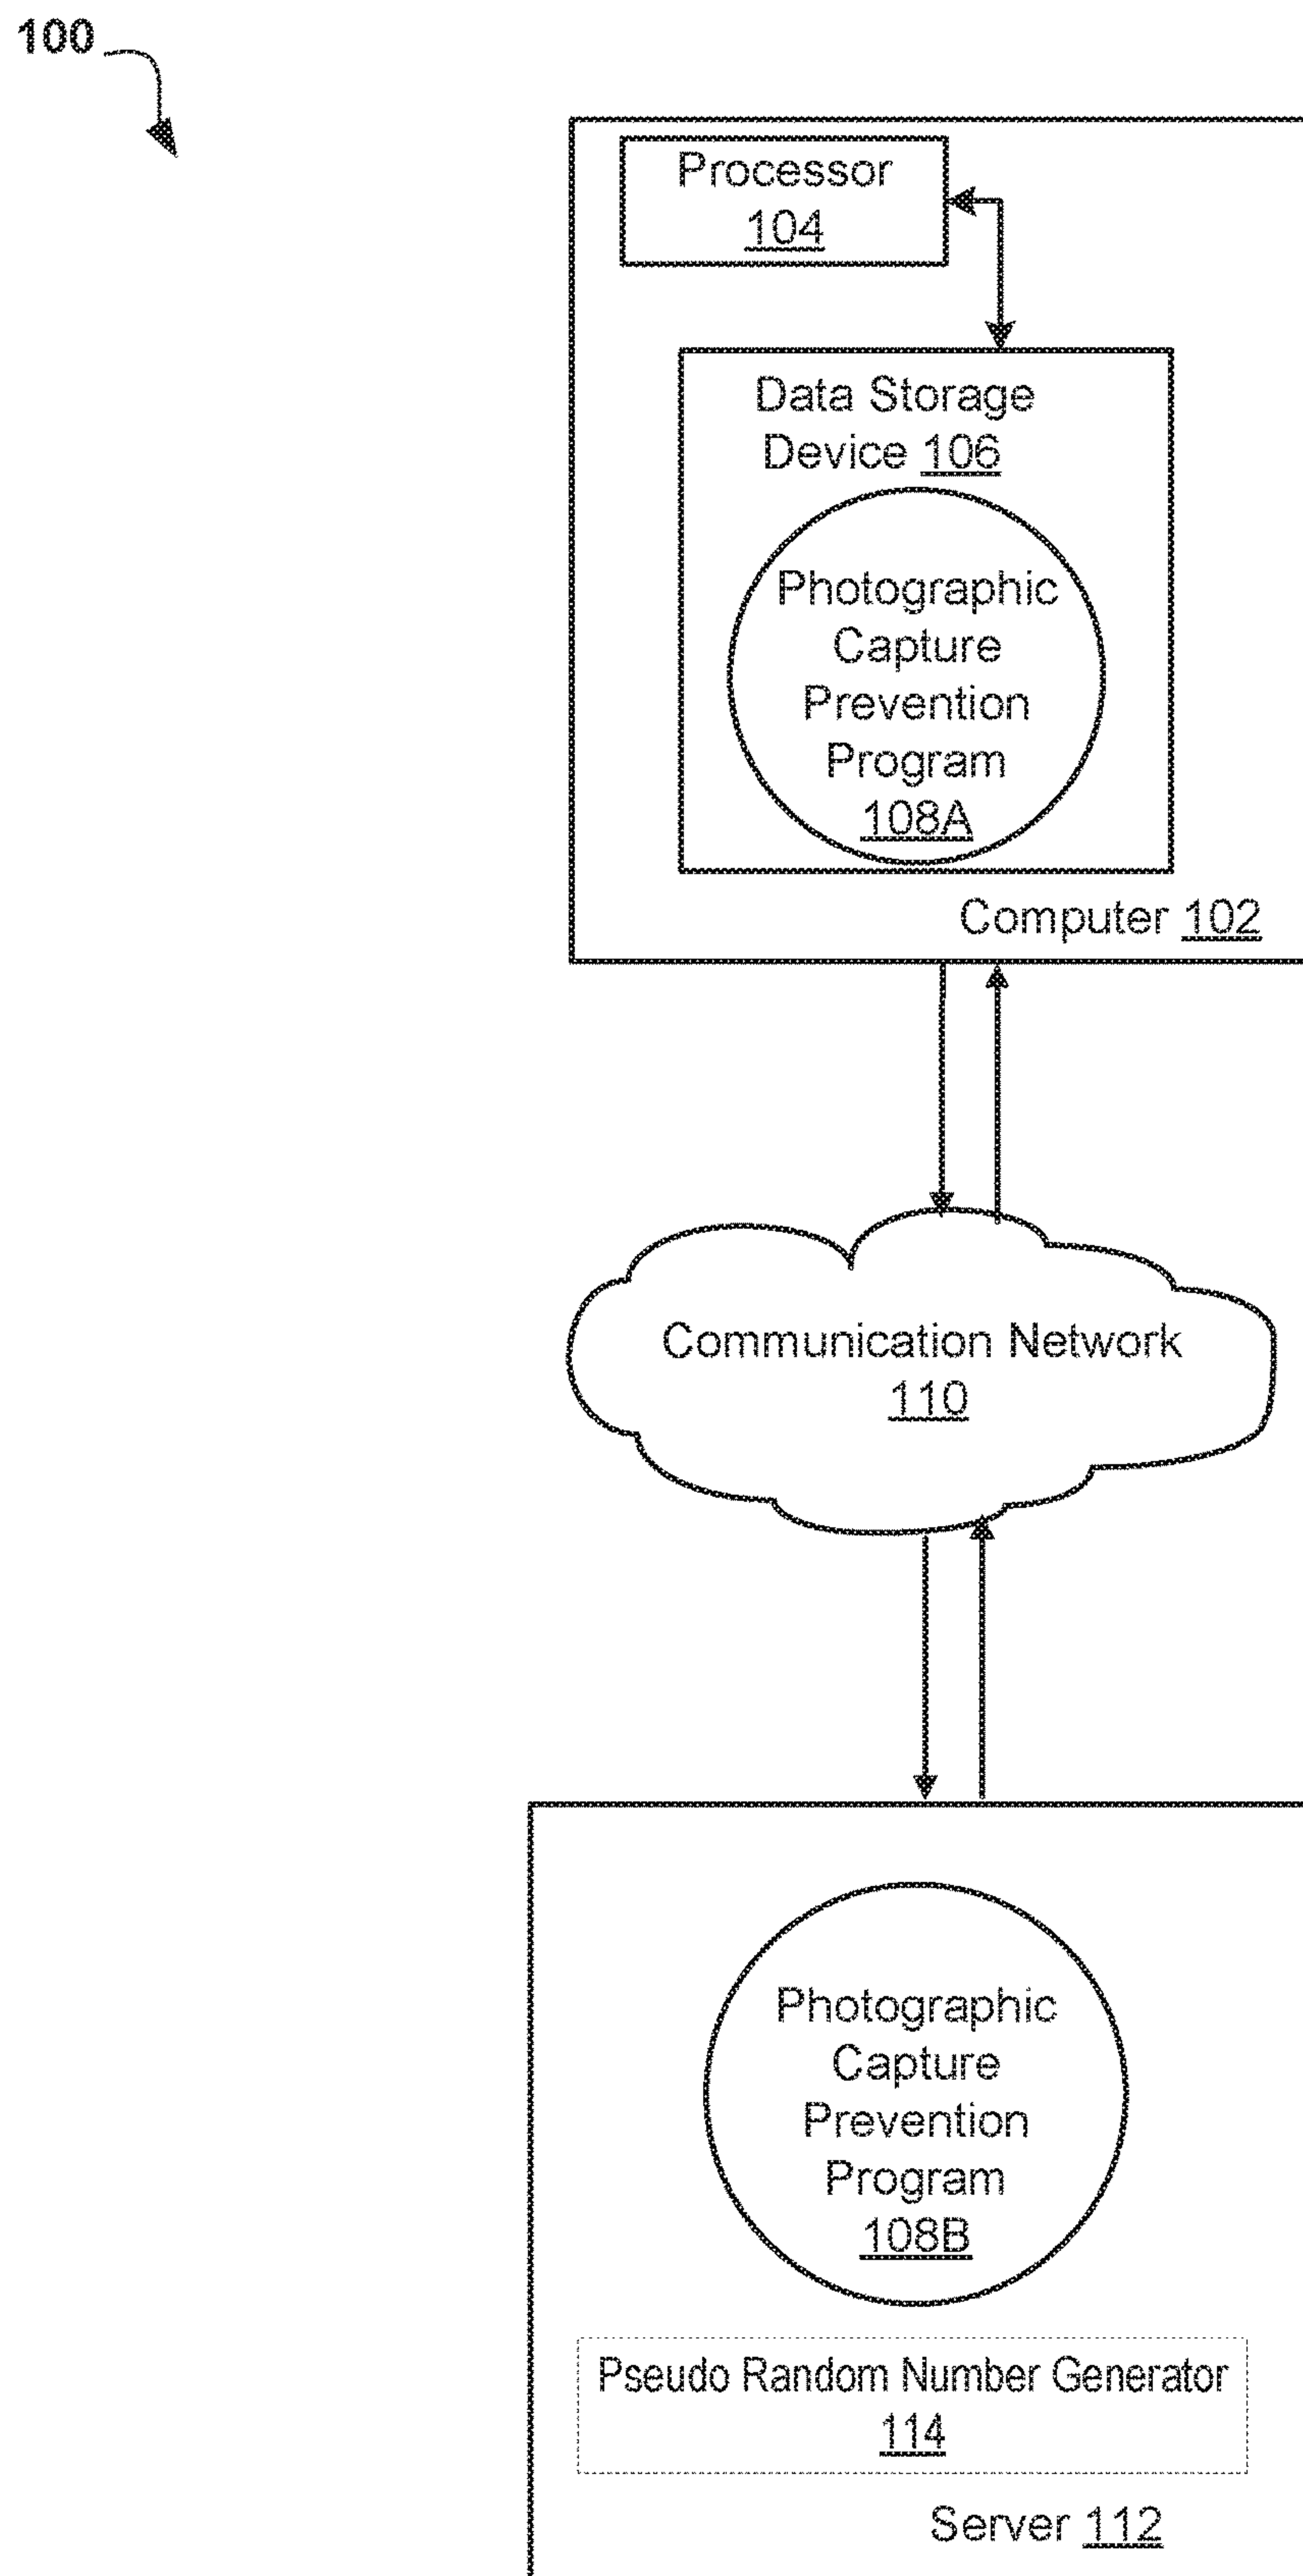 100
Processor
104
Data Storage
Device 106
Photographic
Capture
Prevention
Program
108A
Computer 102
Communication Network
110
Photographic
Capture
Prevention
Program
108B
Pseudo Random Number Generator
114
Server 112